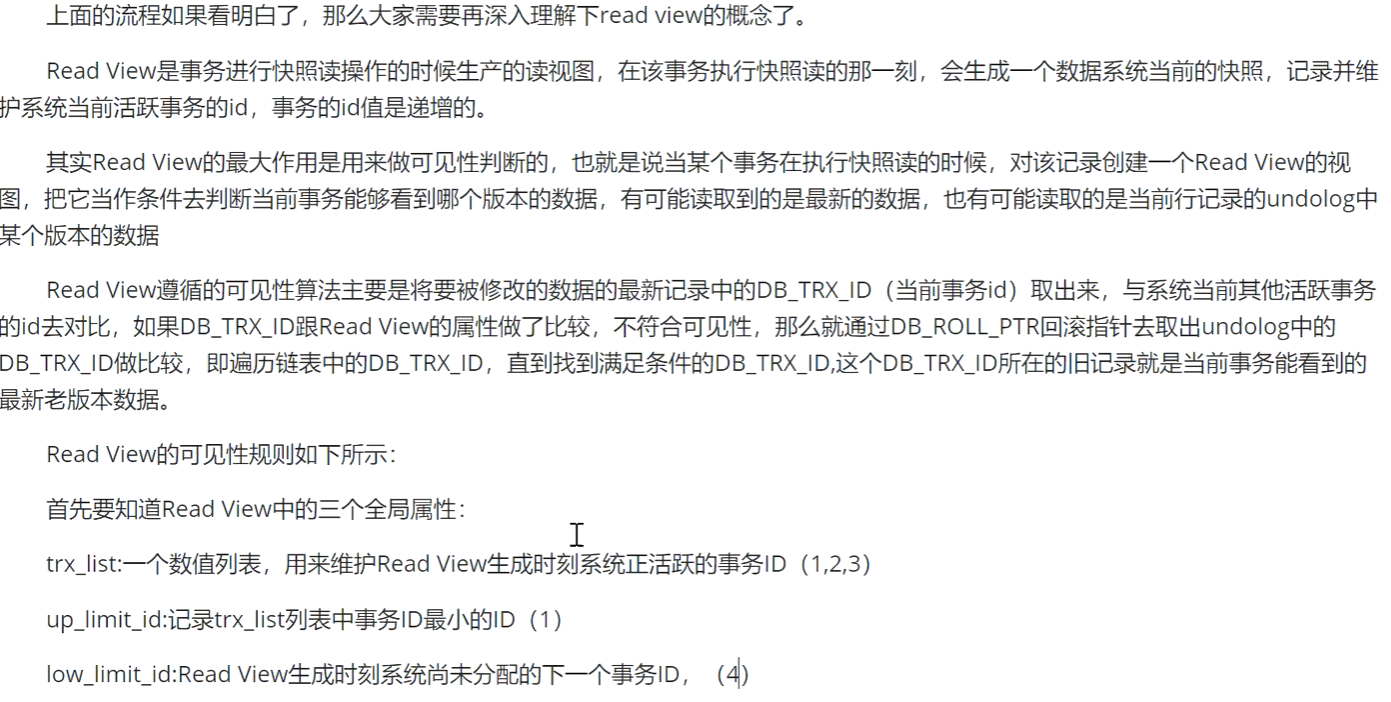 上面的流程如果看明白了，那么大家需要再深入理解下read view的概念了。
Read View是事务进行快照读操作的时候生产的读视图，在该事务执行快照读的那一刻，会生成一个数据系统当前的快照，记录并维
护系统当前活跃事务的id，事务的id值是递增的。
其实Read View的最大作用是用来做可见性判断的，也就是说当某个事务在执行快照读的时候，对该记录创建一个Read View的视
图，把它当作条件去判断当前事务能够看到哪个版本的数据，有可能读取到的是最新的数据，也有可能读取的是当前行记录的undolog中
某个版本的数据
Read View遵循的可见性算法主要是将要被修改的数据的最新记录中的DB_TRX_ID（当前事务id）取出来，与系统当前其他活跃事务
的id去对比，如果DB_TRX_ID跟Read View的属性做了比较，不符合可见性，那么就通过DB_ROLL_PTR回滚指针去取出undolog中的
DB_TRX_ID做比较，即遍历链表中的DB_TRX_ID，直到找到满足条件的DB_TRX_ID,这个DB_TRX_ID所在的旧记录就是当前事务能看到的
最新老版本数据。
Read View的可见性规则如下所示：
首先要知道Read View中的三个全局属性：
trx_list:一个数值列表，用来维护Read View生成时刻系统正活跃的事务ID（1,2,3）
up_limit_id:记录trx_list列表中事务ID最小的ID（1）
low_limit_id:Read View生成时刻系统尚未分配的下一个事务ID，（4）